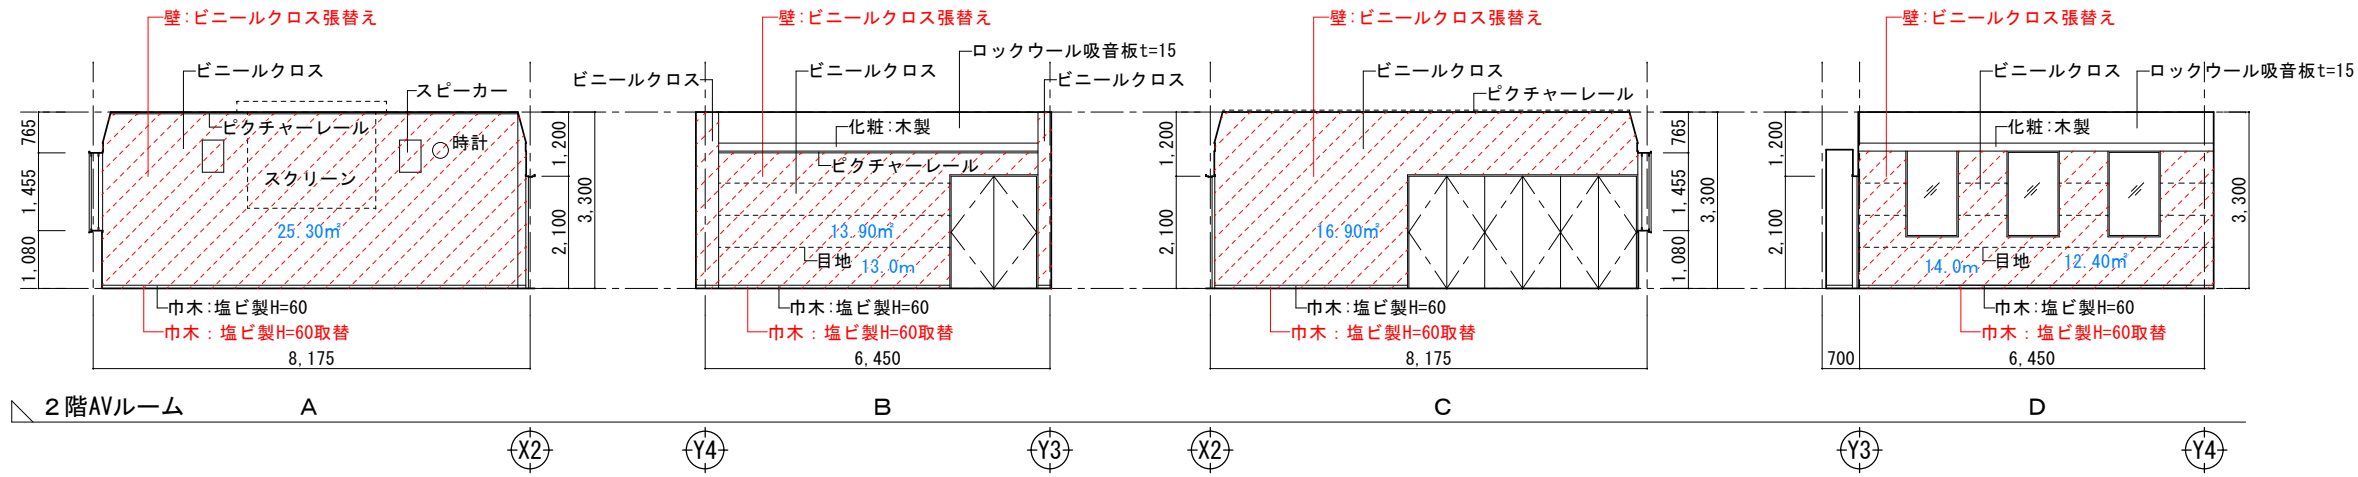 壁:ビニールクロス張替え
ビニールクロス
スピーカー
ピクチャーレール
時計
スクリーン
25.30㎡
765
1,455
1,080
1,200
2,100
3,300
巾木:塩ビ製H=60
巾木：塩ビ製H=60取替
8,175
壁:ビニールクロス張替え
ロックウール吸音板t=15
ビニールクロス
ビニールクロス
ビニールクロス
化粧:木製
ピクチャーレール
13.90㎡
目地
13.0m
巾木:塩ビ製H=60
巾木：塩ビ製H=60取替
6,450
壁:ビニールクロス張替え
ビニールクロス
ピクチャーレール
1,200
2,100
16.90㎡
765
1,455
1,080
3,300
巾木:塩ビ製H=60
巾木：塩ビ製H=60取替
8,175
壁:ビニールクロス張替え
ビニールクロス
ロックウール吸音板t=15
化粧:木製
1,200
2,100
3,300
14.0m
目地
12.40㎡
巾木:塩ビ製H=60
巾木：塩ビ製H=60取替
700
6,450
２階AVルーム
A
B
C
D
X2
Y4
Y3
X2
Y3
Y4